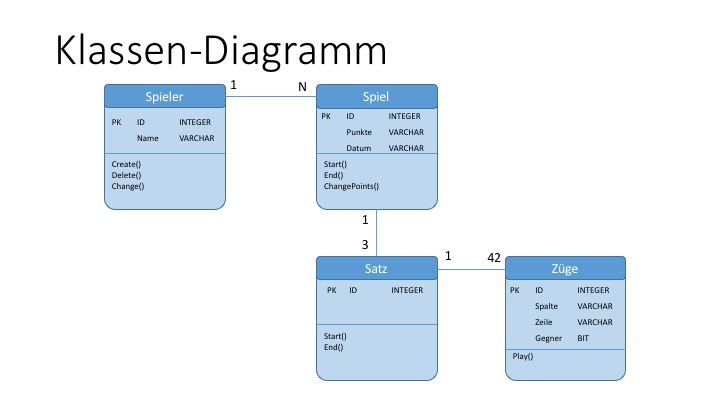 Klassen-Diagramm
1
N
Spieler
PK ID INTEGER
Name VARCHAR
Create()
Delete()
Change()
Spiel
PK ID INTEGER
Punkte VARCHAR
Datum VARCHAR
Start()
End()
ChangePoints()
1
3
Satz
PK ID INTEGER
Start()
End()
1
42
Züge
PK ID INTEGER
Spalte VARCHAR
Zeile VARCHAR
Gegner BIT
Play()